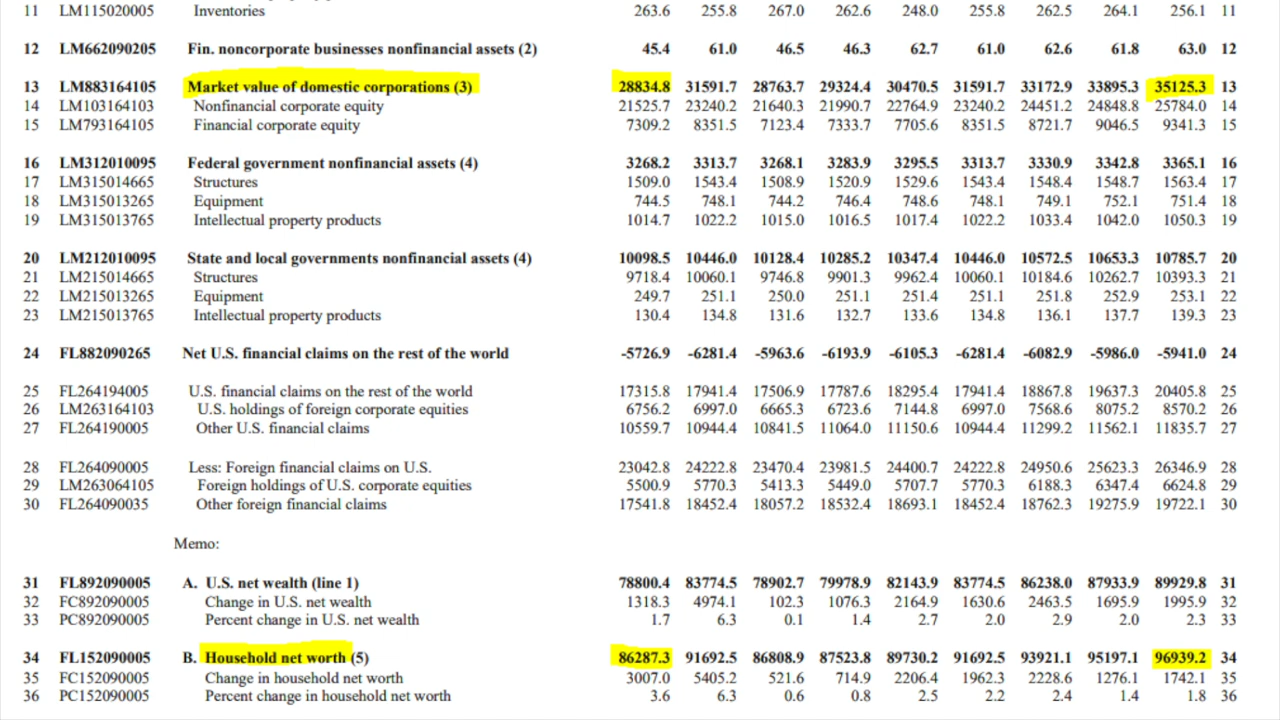 11 LM115020005 Inventories 263.6 255.8 267.0 262.6 248.0 255.8 262.5 264.1 256.1 11
12 LM662090205 Fin. noncorporate businesses nonfinancial assets (2) 45.4 61.0 46.5 46.3 62.7 61.0 62.6 61.8 63.0 12
13 LM883164105 Market value of domestic corporations (3) 28834.8 31591.7 28763.7 29324.4 30470.5 31591.7 33172.9 33895.3 35125.3 13
14 LM103164103 Nonfinancial corporate equity 21525.7 23240.2 21640.3 21990.7 22764.9 23240.2 24451.2 24848.8 25784.0 14
15 LM793164105 Financial corporate equity 7309.2 8351.5 7123.4 7333.7 7705.6 8351.5 8721.7 9046.5 9341.3 15
16 LM312010095 Federal government nonfinancial assets (4) 3268.2 3313.7 3268.1 3283.9 3295.5 3313.7 3330.9 3342.8 3365.1 16
17 LM315014665 Structures 1509.0 1543.4 1508.9 1520.9 1529.6 1543.4 1548.4 1548.7 1563.4 17
18 LM315013265 Equipment 744.5 748.1 744.2 746.4 748.6 748.1 749.1 752.1 751.4 18
19 LM315013765 Intellectual property products 1014.7 1022.2 1015.0 1016.5 1017.4 1022.2 1033.4 1042.0 1050.3 19
20 LM212010095 State and local governments nonfinancial assets (4) 10098.5 10446.0 10128.4 10285.2 10347.4 10446.0 10572.5 10653.3 10785.7 20
21 LM215014665 Structures 9718.4 10060.1 9746.8 9901.3 9962.4 10060.1 10184.6 10262.7 10393.3 21
22 LM215013265 Equipment 249.7 251.1 250.0 251.1 251.4 251.1 251.8 252.9 253.1 22
23 LM215013765 Intellectual property products 130.4 134.8 131.6 132.7 133.6 134.8 136.1 137.7 139.3 23
24 FL882090265 Net U.S. financial claims on the rest of the world -5726.9 -6281.4 -5963.6 -6193.9 -6105.3 -6281.4 -6082.9 -5986.0 -5941.0 24
25 FL264194005 U.S. financial claims on the rest of the world 17315.8 17941.4 17506.9 17787.6 18295.4 17941.4 18867.8 19637.3 20405.8 25
26 LM263164103 U.S. holdings of foreign corporate equities 6756.2 6997.0 6665.3 6723.6 7144.8 6997.0 7568.6 8075.2 8570.2 26
27 FL264190005 Other U.S. financial claims 10559.7 10944.4 10841.5 11064.0 11150.6 10944.4 11299.2 11562.1 11835.7 27
28 FL264090005 Less: Foreign financial claims on U.S. 23042.8 24222.8 23470.4 23981.5 24400.7 24222.8 24950.6 25623.3 26346.9 28
29 LM263064105 Foreign holdings of U.S. corporate equities 5500.9 5770.3 5413.3 5449.0 5707.7 5770.3 6188.3 6347.4 6624.8 29
30 FL264090035 Other foreign financial claims 17541.8 18452.4 18057.2 18532.4 18693.1 18452.4 18762.3 19275.9 19722.1 30
Memo:
31 FL892090005 A. U.S. net wealth (line 1) 78800.4 83774.5 78902.7 79978.9 82143.9 83774.5 86238.0 87933.9 89929.8 31
32 FC892090005 Change in U.S. net wealth 1318.3 4974.1 102.3 1076.3 2164.9 1630.6 2463.5 1695.9 1995.9 32
33 PC892090005 Percent change in U.S. net wealth 1.7 6.3 0.1 1.4 2.7 2.0 2.9 2.0 2.3 33
34 FL152090005 B. Household net worth (5) 86287.3 91692.5 86808.9 87523.8 89730.2 91692.5 93921.1 95197.1 96939.2 34
35 FC152090005 Change in household net worth 3007.0 5405.2 521.6 714.9 2206.4 1962.3 2228.6 1276.1 1742.1 35
36 PC152090005 Percent change in household net worth 3.6 6.3 0.6 0.8 2.5 2.2 2.4 1.4 1.8 36